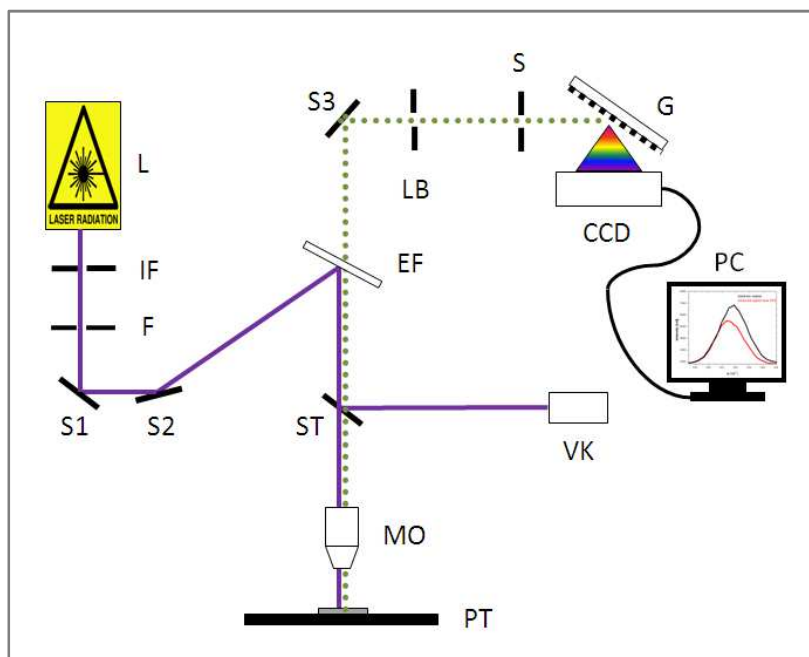 S
S3
G
L
LASER RADIATION
LB
CCD
EF
PC
IF
F
S1
S2
ST
VK
MO
PT